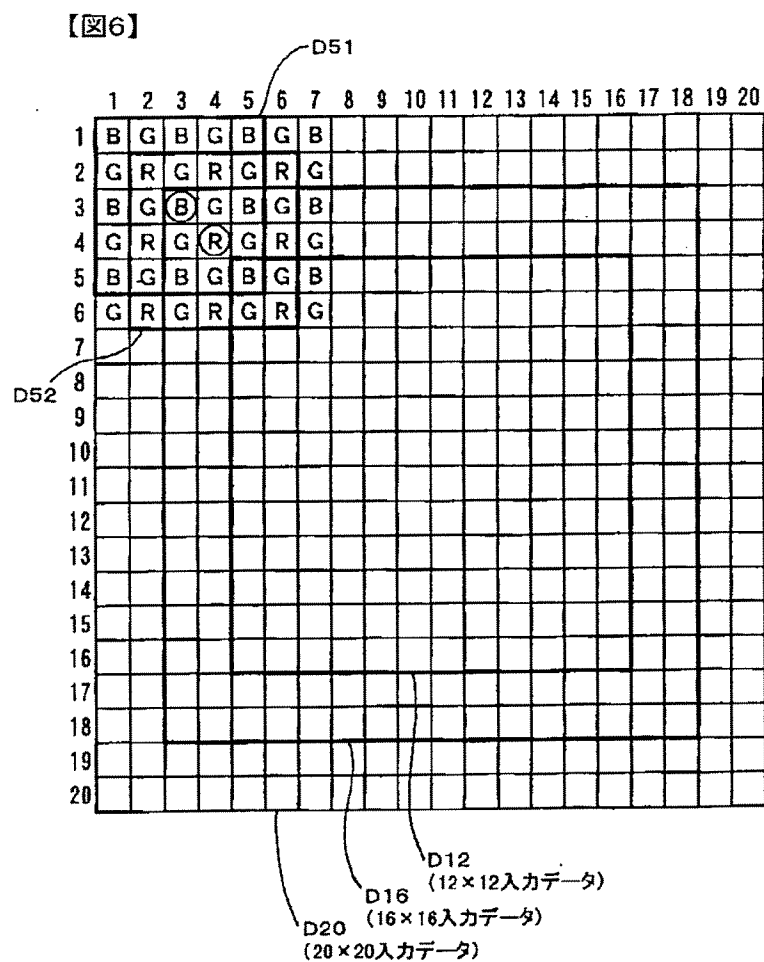 【図6】
D51
1 2 3 4 5 6 7 8 9 10 11 12 13 14 15 16 17 18 19 20
1 B G B G B G B
2 G R G R G R G
3 B G B G B G B
4 G R G R G R G
5 B G B G B G B
6 G R G R G R G
7
D52
8
9
10
11
12
13
14
15
16
17
18
19
20
D12
(12×12入力データ)
D16
(16×16入力データ)
D20
(20×20入力データ)